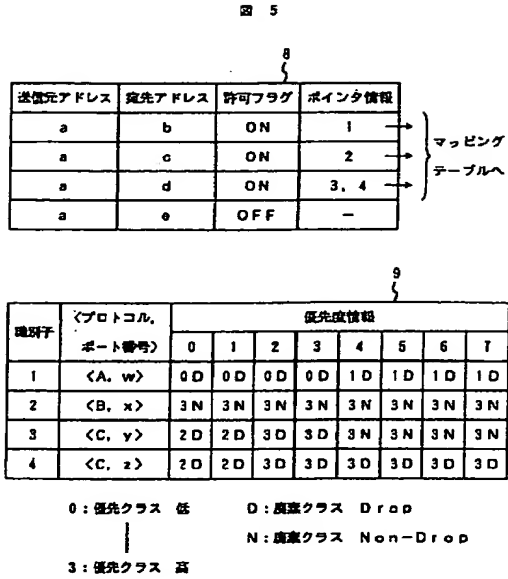 図 5
8
送信元アドレス 宛先アドレス 許可フラグ ポインタ情報
a b ON 1
a c ON 2
a d ON 3, 4
a e OFF −
マッピング
テーブルへ
9
識別子 〈プロトコル, ポート番号〉 優先度情報
0 1 2 3 4 5 6 7
1 〈A, w〉 0D 0D 0D 0D 1D 1D 1D 1D
2 〈B, x〉 3N 3N 3N 3N 3N 3N 3N 3N
3 〈C, y〉 2D 2D 3D 3D 3N 3N 3N 3N
4 〈C, z〉 2D 2D 3D 3D 3D 3D 3D 3D
0:優先クラス 低 D:廃棄クラス Drop
N:廃棄クラス Non−Drop
3:優先クラス 高